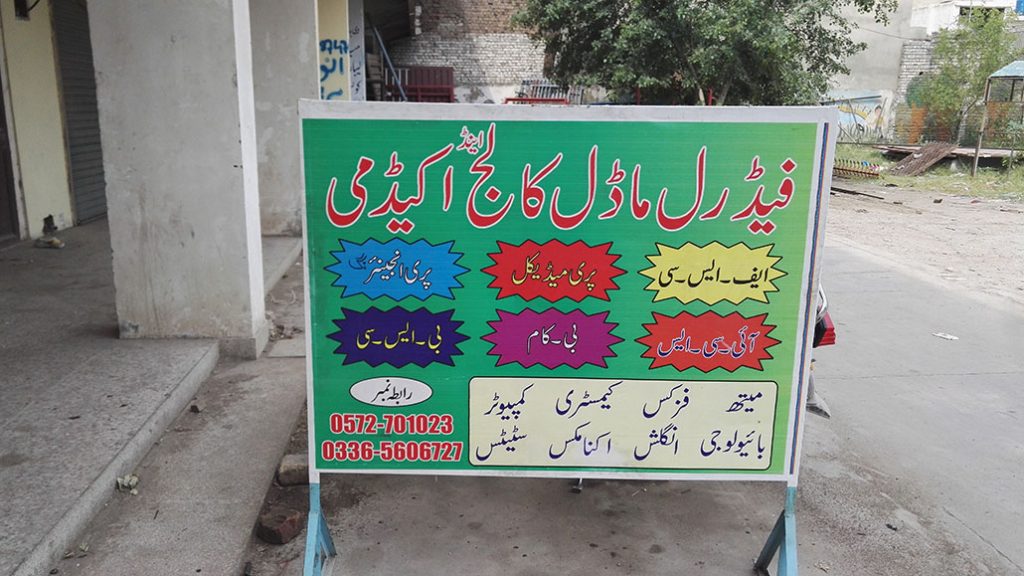 فیڈرل ماڈل کالج اینڈ اکیڈمی
ایف۔ایس۔سی پری میڈیکل پری انجینئرنگ
آئی۔سی۔ایس بی۔کام بی۔ایس۔سی
رابطہ نمبر
0572-701023
0336-5606727
میتھ فزکس کیمسٹری کمپیوٹر
بائیولوجی انگلش اکنامکس سٹیٹس